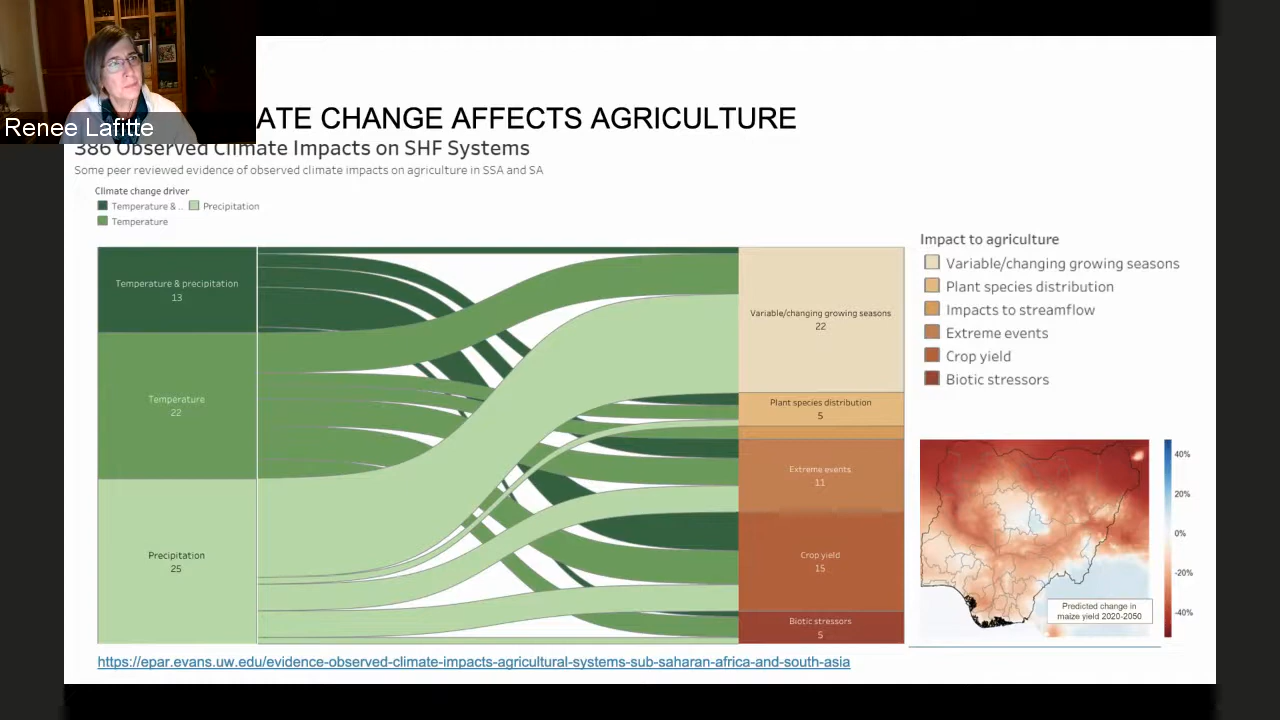 Renee Lafitte
ATE CHANGE AFFECTS AGRICULTURE
386 Observed Climate Impacts on SHF Systems
Some peer reviewed evidence of observed climate impacts on agriculture in SSA and SA
Climate change driver
Temperature & ..
Precipitation
Temperature
Temperature & precipitation
13
Temperature
22
Precipitation
25
Variable/changing growing seasons
22
Plant species distribution
5
Extreme events
11
Crop yield
15
Biotic stressors
5
Impact to agriculture
Variable/changing growing seasons
Plant species distribution
Impacts to streamflow
Extreme events
Crop yield
Biotic stressors
40%
20%
0%
-20%
-40%
Predicted change in
maize yield 2020-2050
https://epar.evans.uw.edu/evidence-observed-climate-impacts-agricultural-systems-sub-saharan-africa-and-south-asia